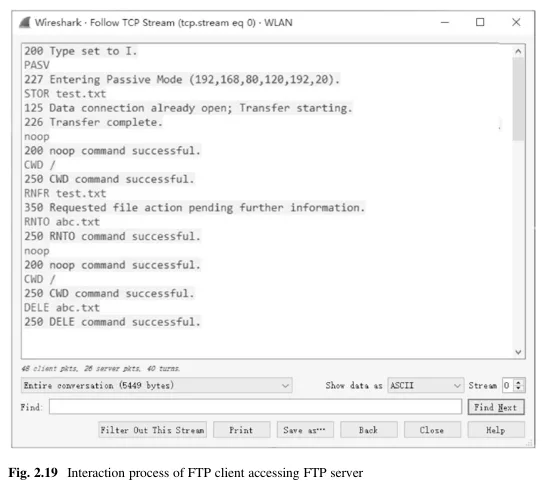 Wireshark · Follow TCP Stream (tcp.stream eq 0) · WLAN
200 Type set to I.
PASV
227 Entering Passive Mode (192,168,80,120,192,20).
STOR test.txt
125 Data connection already open; Transfer starting.
226 Transfer complete.
noop
200 noop command successful.
CWD /
250 CWD command successful.
RNFR test.txt
350 Requested file action pending further information.
RNTO abc.txt
250 RNTO command successful.
noop
200 noop command successful.
CWD /
250 CWD command successful.
DELE abc.txt
250 DELE command successful.
48 client pkts, 26 server pkts, 40 turns.
Entire conversation (5449 bytes) Show data as ASCII Stream 0
Find: Find Next
Filter Out This Stream Print Save as… Back Close Help
Fig. 2.19 Interaction process of FTP client accessing FTP server